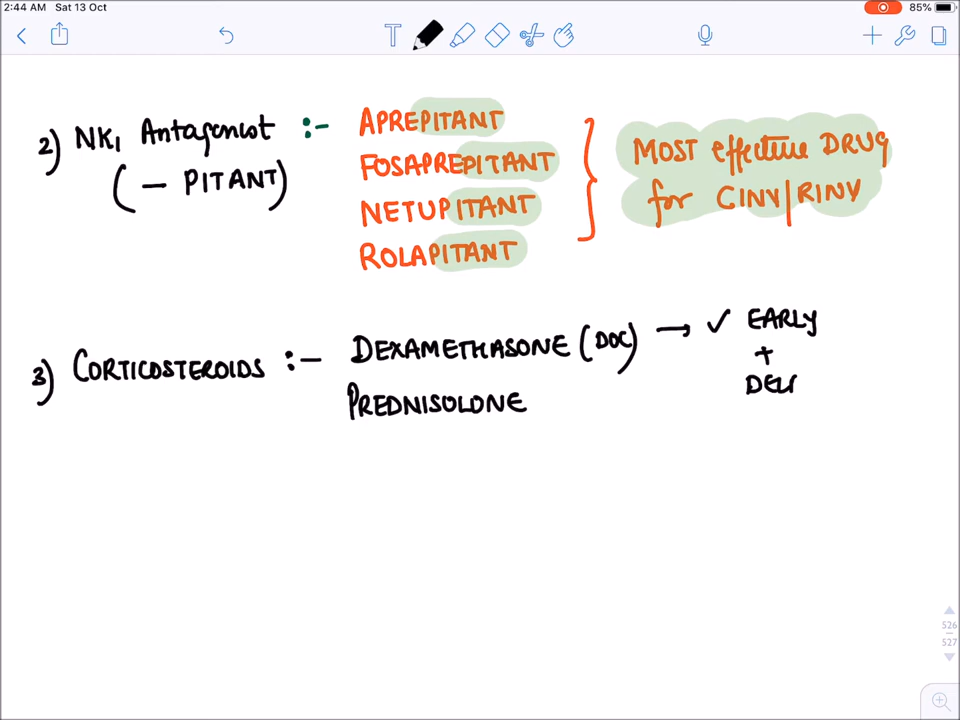 2:44 AM Sat 13 Oct
85%
T
2) NK1 Antagonist :- APREPITANT
(- PITANT)
FOSAPREPITANT
NETUPITANT
ROLAPITANT
MOST effective DRUG
for CINV/RINV
3) CORTICOSTEROIDS :- DEXAMETHASONE (DOC) → ✓ EARLY
+
DEL
PREDNISOLONE
526
527